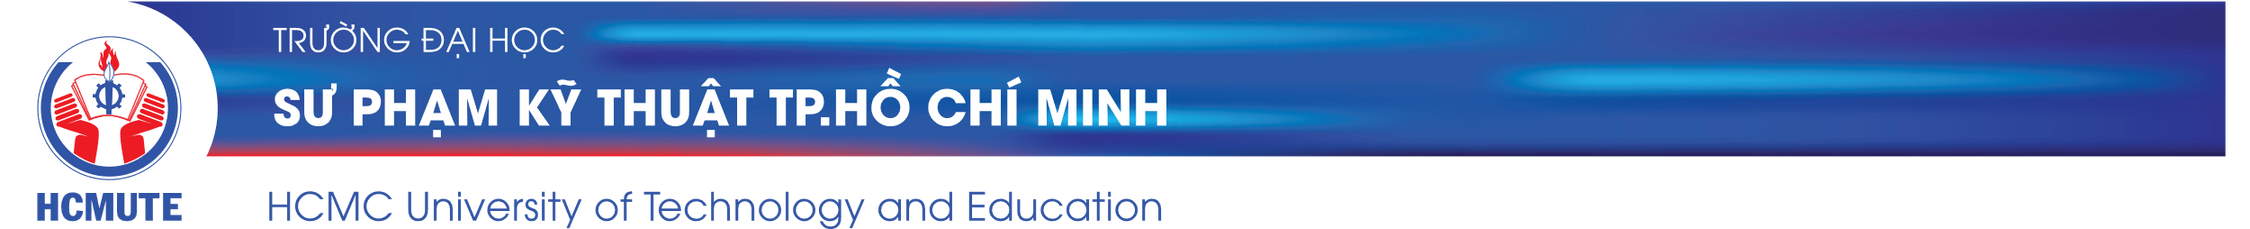 TRƯỜNG ĐẠI HỌC
SƯ PHẠM KỸ THUẬT TP.HỒ CHÍ MINH
HCMUTE
HCMC University of Technology and Education